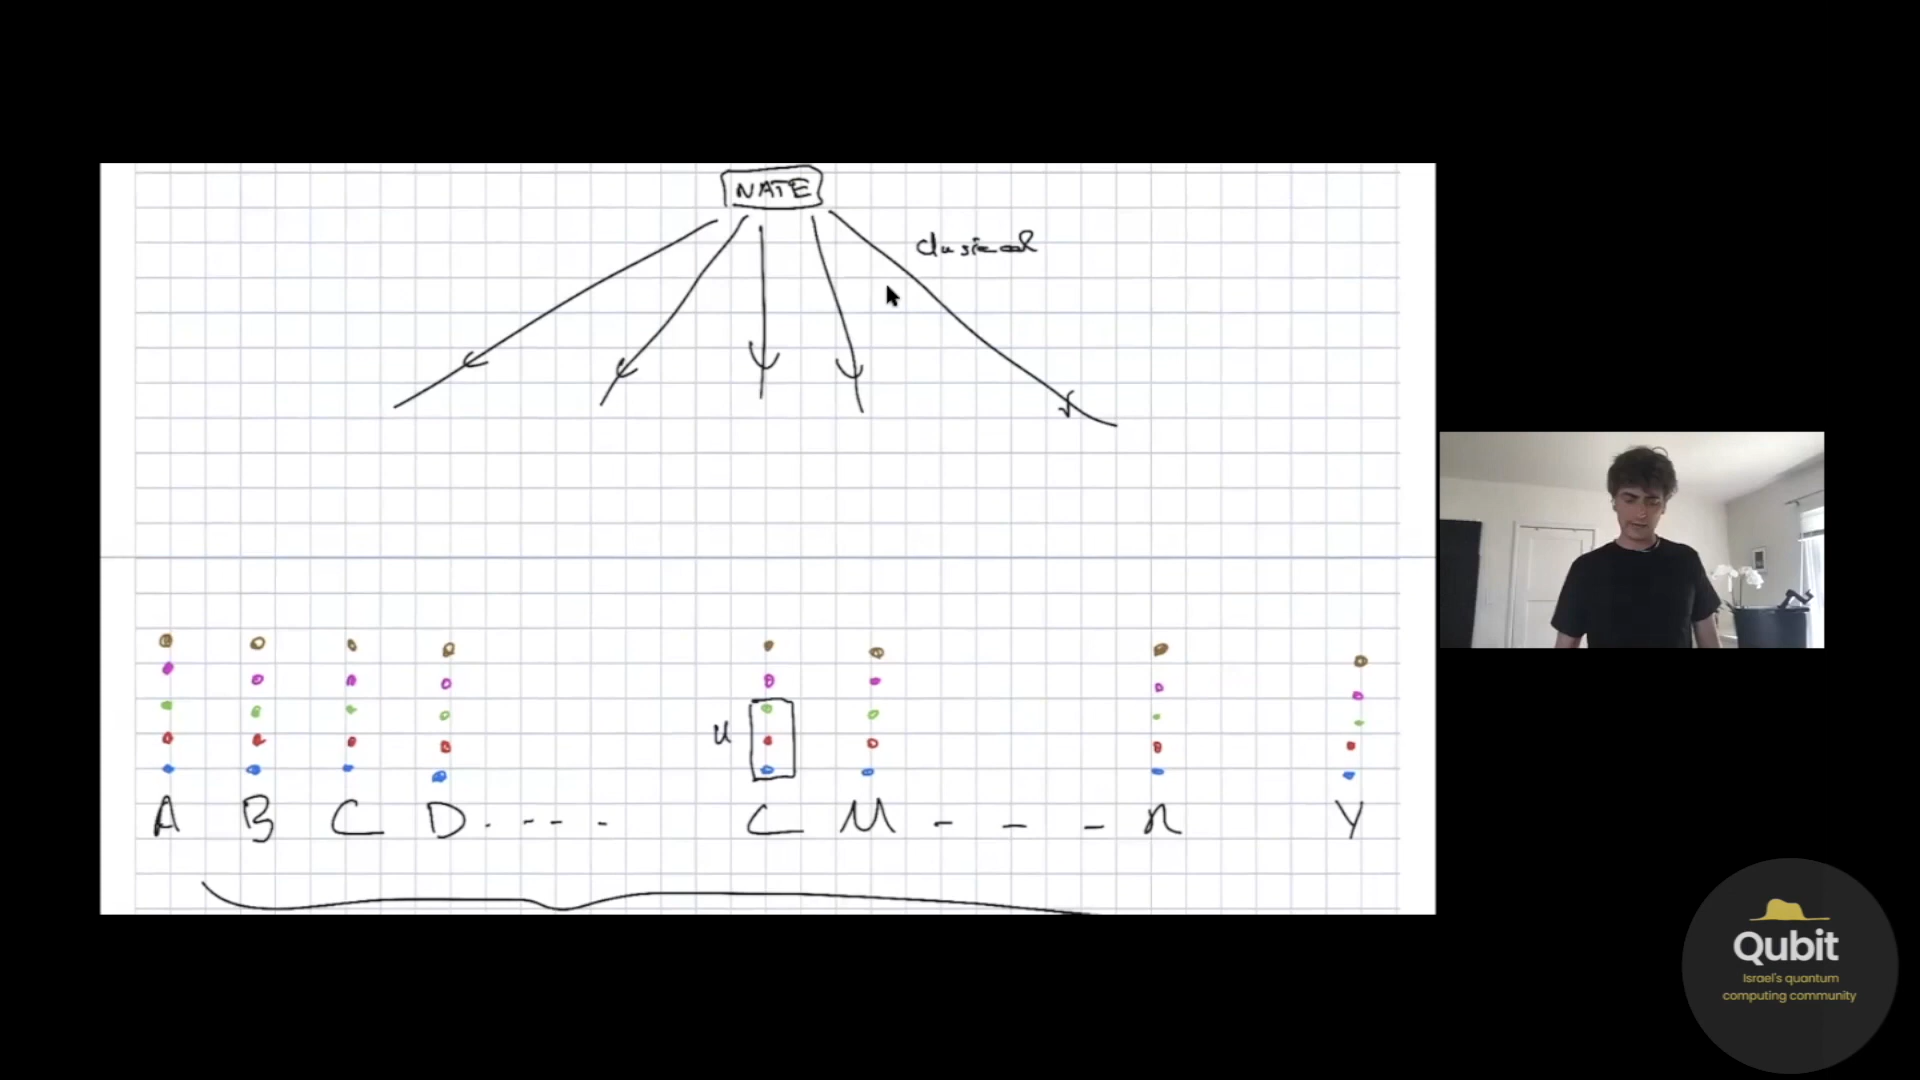 NATE
classical
u
A B C D . - - - C M - - - n Y
Qubit
Israel's quantum
computing community